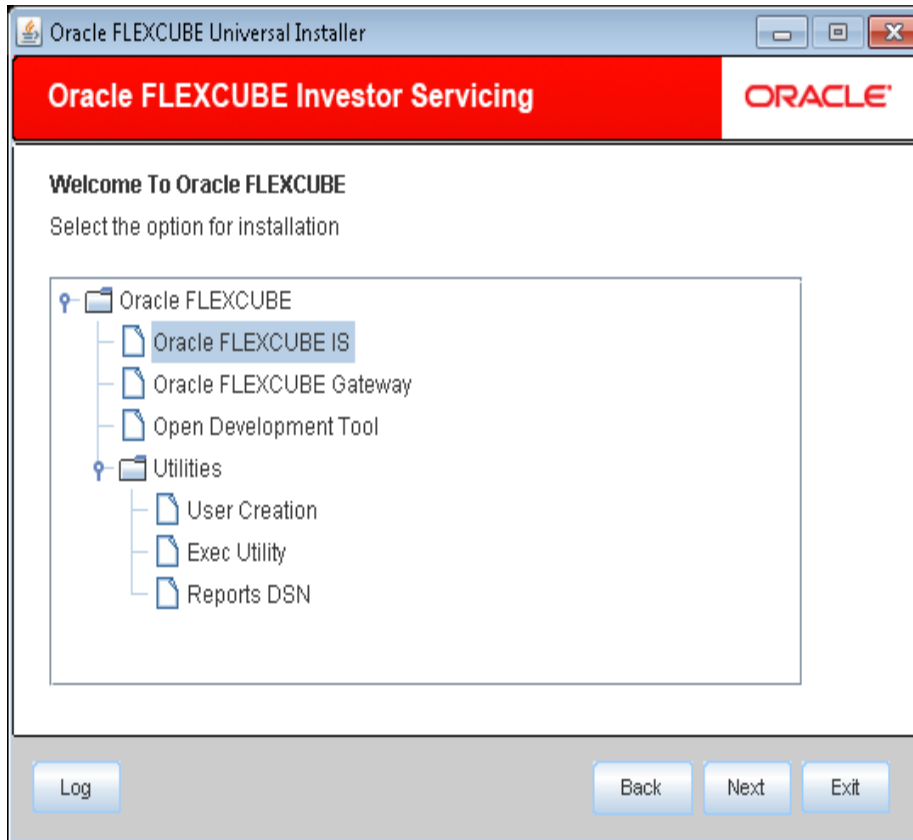 Oracle FLEXCUBE Universal Installer
Oracle FLEXCUBE Investor Servicing
ORACLE
Welcome To Oracle FLEXCUBE
Select the option for installation
Oracle FLEXCUBE
Oracle FLEXCUBE IS
Oracle FLEXCUBE Gateway
Open Development Tool
Utilities
User Creation
Exec Utility
Reports DSN
Log
Back
Next
Exit